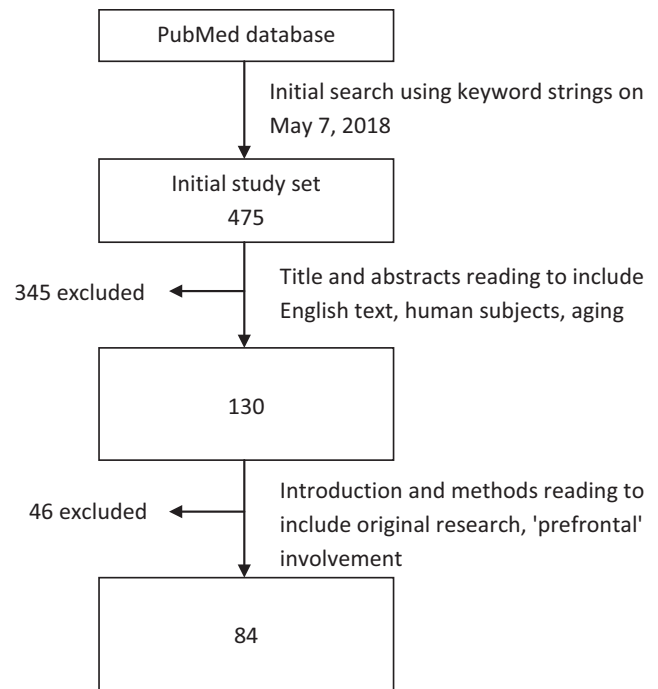 PubMed database
Initial search using keyword strings on
May 7, 2018
Initial study set
475
345 excluded
Title and abstracts reading to include
English text, human subjects, aging
130
46 excluded
Introduction and methods reading to
include original research, 'prefrontal'
involvement
84